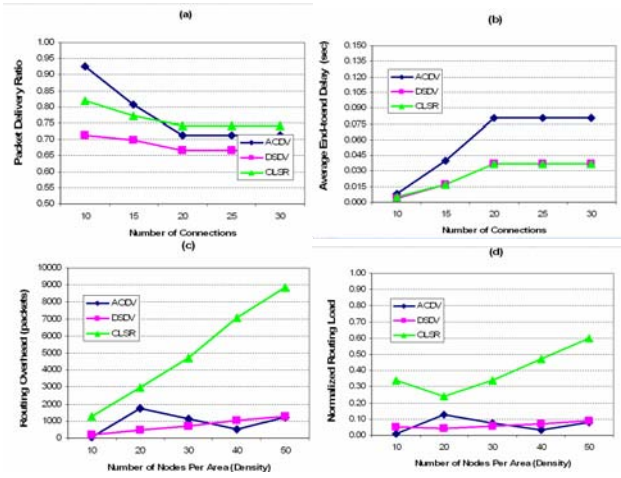 (a)
Packet Delivery Ratio
1.00
0.95
0.90
0.85
0.80
0.75
0.70
0.65
0.60
0.55
0.50
AODV
DSDV
OLSR
10 15 20 25 30
Number of Connections
(b)
Average End-toend Delay (sec)
0.150
0.135
0.120
0.105
0.090
0.075
0.060
0.045
0.030
0.015
0.000
AODV
DSDV
OLSR
10 15 20 25 30
Number of Connections
(c)
Routing Overhead (packets)
10000
9000
8000
7000
6000
5000
4000
3000
2000
1000
0
AODV
DSDV
OLSR
10 20 30 40 50
Number of Nodes Per Area (Density)
(d)
Normalized Routing Load
1.00
0.90
0.80
0.70
0.60
0.50
0.40
0.30
0.20
0.10
0.00
AODV
DSDV
OLSR
10 20 30 40 50
Number of Nodes Per Area (Density)